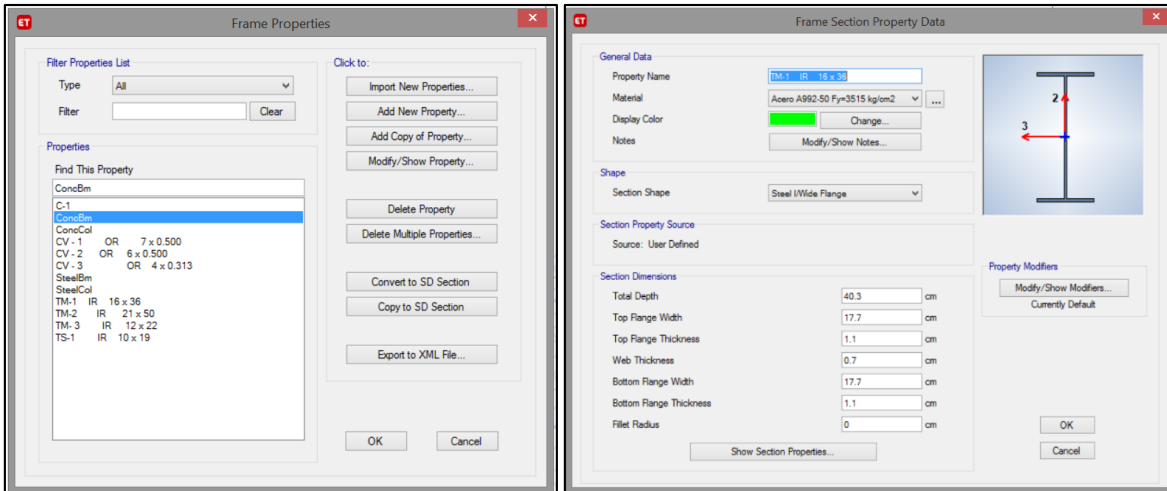 ET Frame Properties ×
Filter Properties List
Type All
Filter Clear
Properties
Find This Property
ConcBm
C-1
ConcBm
ConcCol
CV - 1 OR 7 x 0.500
CV - 2 OR 6 x 0.500
CV - 3 OR 4 x 0.313
SteelBm
SteelCol
TM-1 IR 16 x 36
TM-2 IR 21 x 50
TM- 3 IR 12 x 22
TS-1 IR 10 x 19
Click to:
Import New Properties...
Add New Property...
Add Copy of Property...
Modify/Show Property...
Delete Property
Delete Multiple Properties...
Convert to SD Section
Copy to SD Section
Export to XML File...
OK Cancel
ET Frame Section Property Data ×
General Data
Property Name TM-1 IR 16 x 36
Material Acero A992-50 Fy=3515 kg/cm2 ...
Display Color Change...
Notes Modify/Show Notes...
Shape
Section Shape Steel I/Wide Flange
Section Property Source
Source: User Defined
Section Dimensions
Total Depth 40.3 cm
Top Flange Width 17.7 cm
Top Flange Thickness 1.1 cm
Web Thickness 0.7 cm
Bottom Flange Width 17.7 cm
Bottom Flange Thickness 1.1 cm
Fillet Radius 0 cm
Show Section Properties...
2
3
Property Modifiers
Modify/Show Modifiers...
Currently Default
OK
Cancel